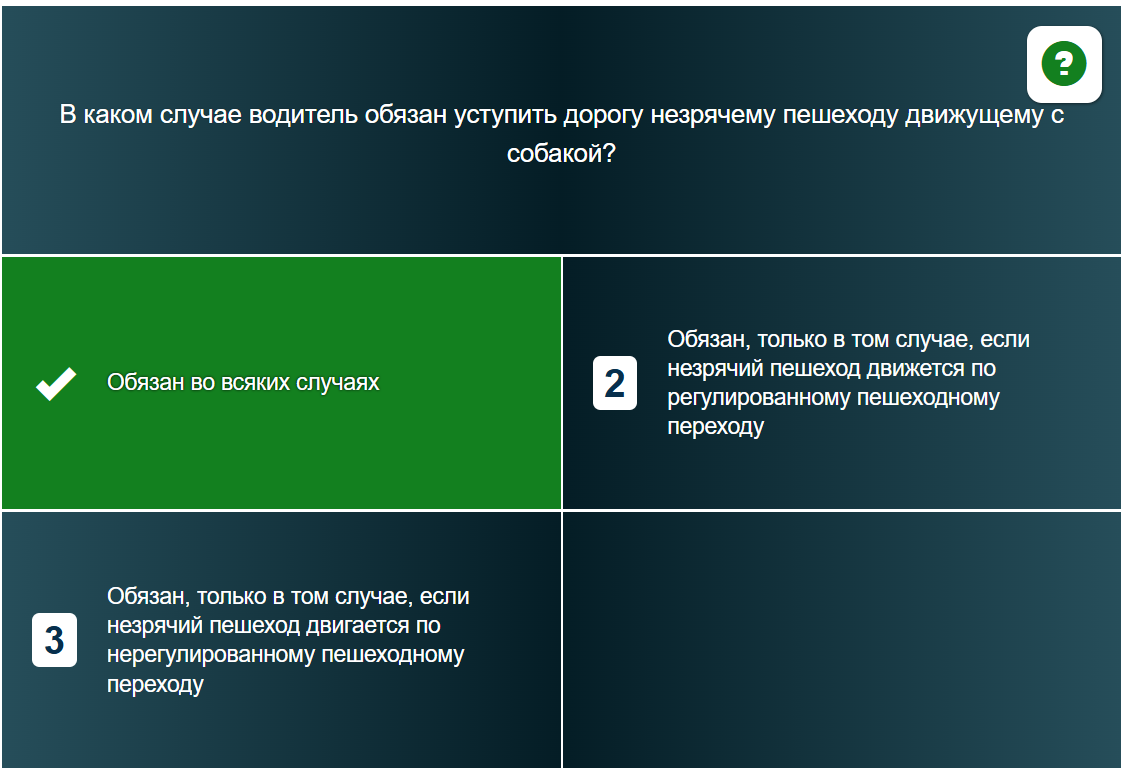 ?
В каком случае водитель обязан уступить дорогу незрячему пешеходу движущему с
собакой?
Обязан во всяких случаях
2
Обязан, только в том случае, если
незрячий пешеход движется по
регулированному пешеходному
переходу
3
Обязан, только в том случае, если
незрячий пешеход двигается по
нерегулированному пешеходному
переходу